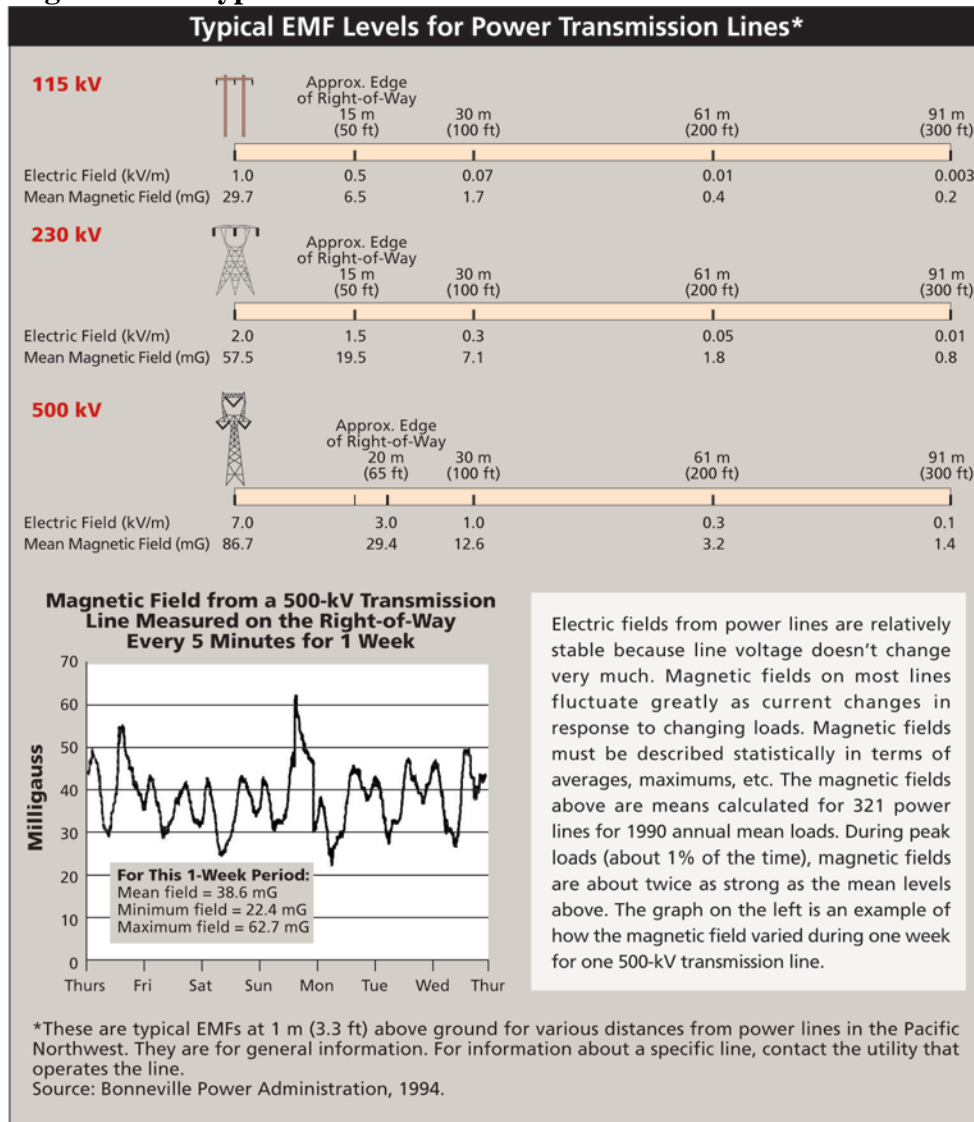 Typical EMF Levels for Power Transmission Lines*
115 kV
Approx. Edge
of Right-of-Way
15 m 30 m 61 m 91 m
(50 ft) (100 ft) (200 ft) (300 ft)
Electric Field (kV/m) 1.0 0.5 0.07 0.01 0.003
Mean Magnetic Field (mG) 29.7 6.5 1.7 0.4 0.2
230 kV
Approx. Edge
of Right-of-Way
15 m 30 m 61 m 91 m
(50 ft) (100 ft) (200 ft) (300 ft)
Electric Field (kV/m) 2.0 1.5 0.3 0.05 0.01
Mean Magnetic Field (mG) 57.5 19.5 7.1 1.8 0.8
500 kV
Approx. Edge
of Right-of-Way
20 m 30 m 61 m 91 m
(65 ft) (100 ft) (200 ft) (300 ft)
Electric Field (kV/m) 7.0 3.0 1.0 0.3 0.1
Mean Magnetic Field (mG) 86.7 29.4 12.6 3.2 1.4
Magnetic Field from a 500-kV Transmission
Line Measured on the Right-of-Way
Every 5 Minutes for 1 Week
Milligauss
70
60
50
40
30
20
10
0
For This 1-Week Period:
Mean field = 38.6 mG
Minimum field = 22.4 mG
Maximum field = 62.7 mG
Thurs Fri Sat Sun Mon Tue Wed Thur
Electric fields from power lines are relatively
stable because line voltage doesn't change
very much. Magnetic fields on most lines
fluctuate greatly as current changes in
response to changing loads. Magnetic fields
must be described statistically in terms of
averages, maximums, etc. The magnetic fields
above are means calculated for 321 power
lines for 1990 annual mean loads. During peak
loads (about 1% of the time), magnetic fields
are about twice as strong as the mean levels
above. The graph on the left is an example of
how the magnetic field varied during one week
for one 500-kV transmission line.
*These are typical EMFs at 1 m (3.3 ft) above ground for various distances from power lines in the Pacific
Northwest. They are for general information. For information about a specific line, contact the utility that
operates the line.
Source: Bonneville Power Administration, 1994.